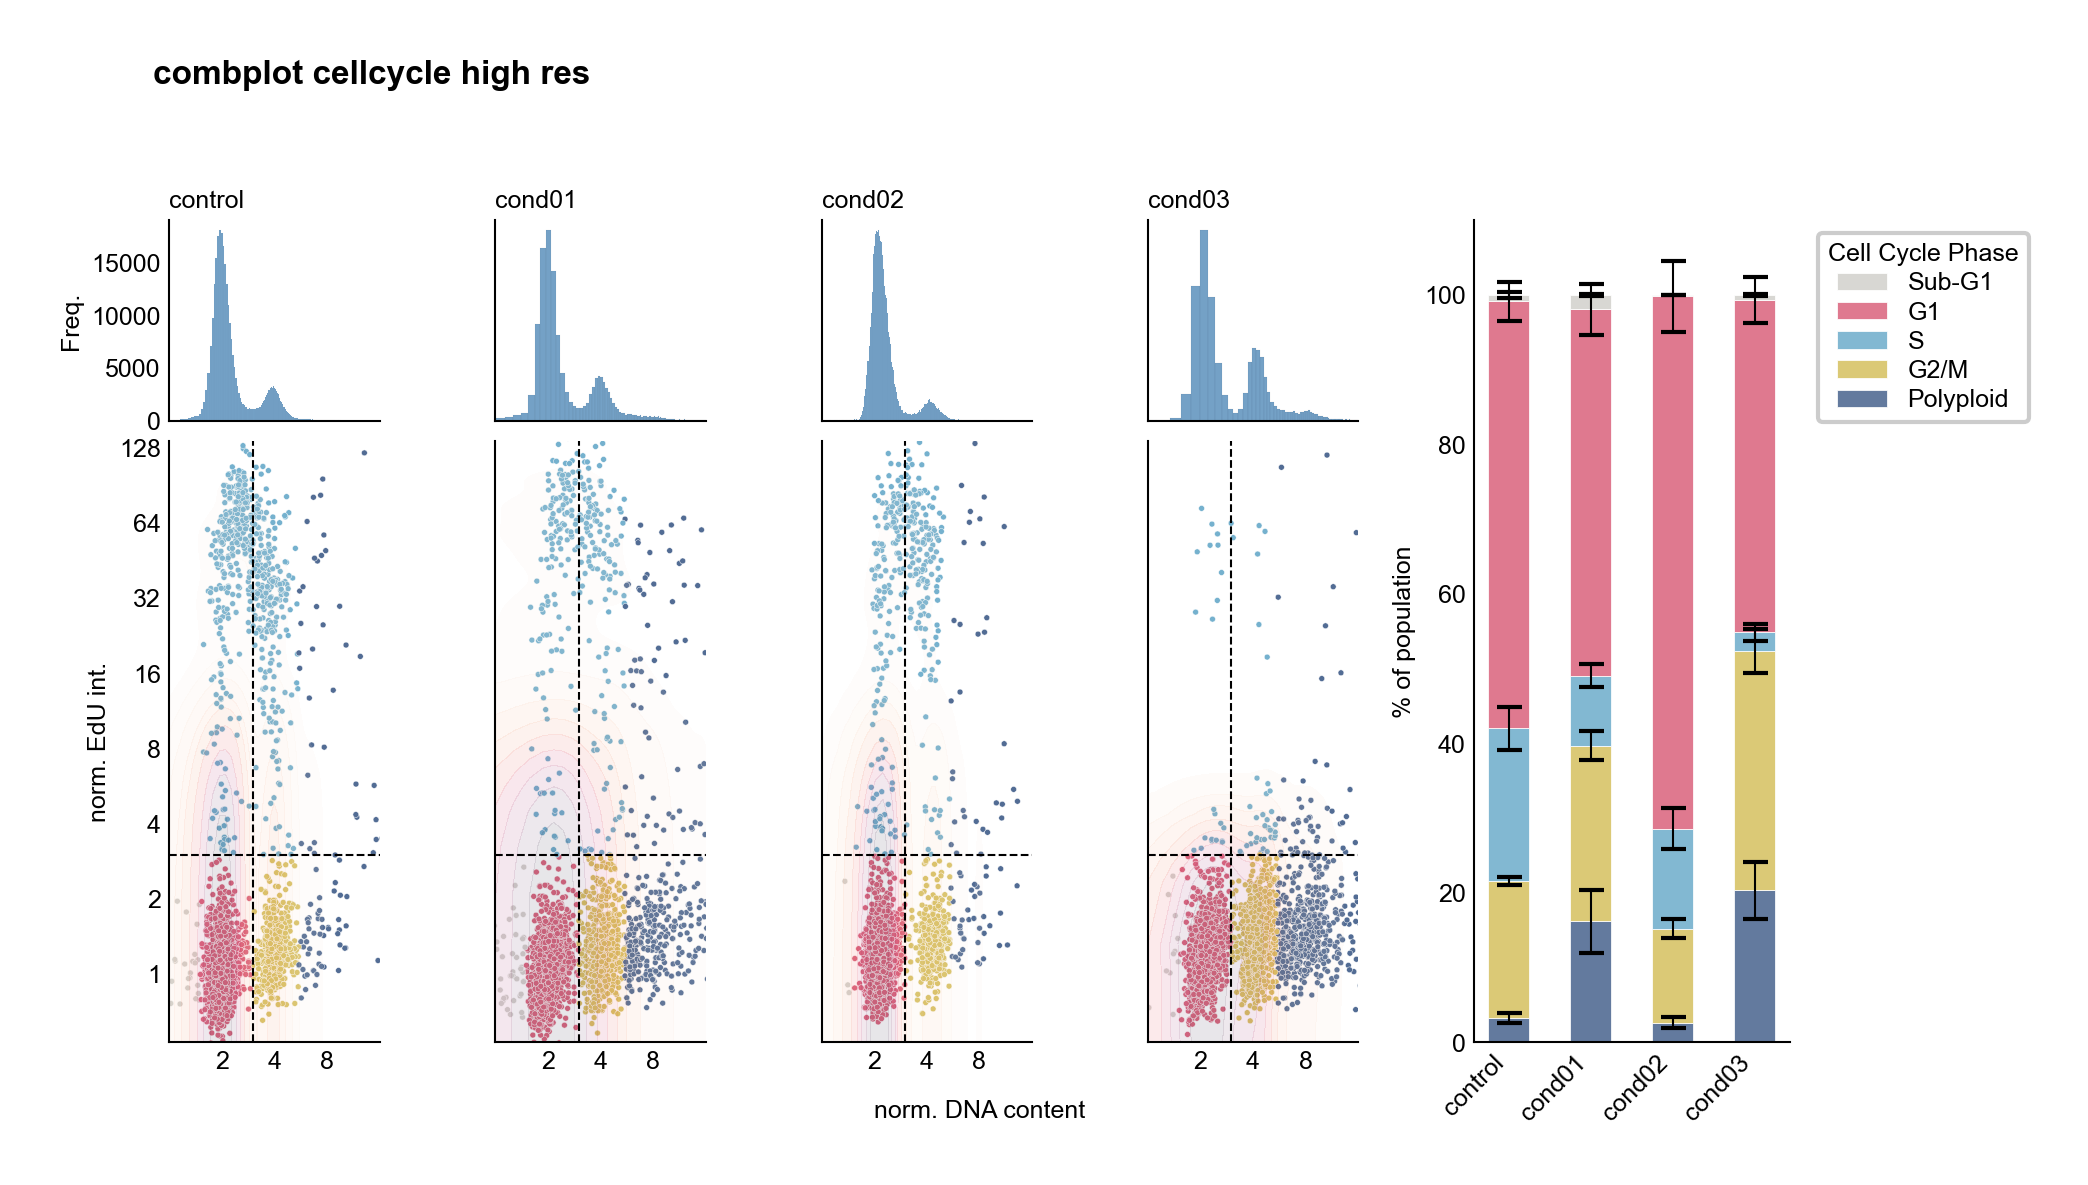 combplot cellcycle high res
control
cond01
cond02
cond03
Freq.
15000
10000
5000
0
norm. EdU int.
128
64
32
16
8
4
2
1
2 4 8
2 4 8
2 4 8
2 4 8
norm. DNA content
% of population
100
80
60
40
20
0
control
cond01
cond02
cond03
Cell Cycle Phase
Sub-G1
G1
S
G2/M
Polyploid